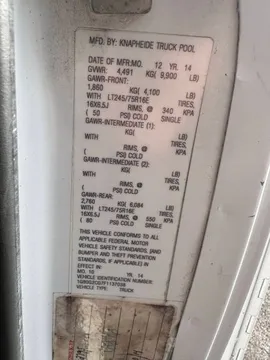 MFD. BY: KNAPHEIDE TRUCK POOL
DATE OF MFG.MO. 12 YR. 14
GVWR: 4,491 KG( 9,900 LB)
GAWR-FRONT:
1,860 KG( 4,100 LB)
WITH LT245/75R16E TIRES,
16X6.5J RIMS, @ 340 KPA
( 50 PSI) COLD SINGLE
GAWR-INTERMEDIATE (1):
KG( LB)
WITH TIRES,
RIMS, @ KPA
( PSI) COLD
GAWR-INTERMEDIATE (2):
KG( LB)
WITH TIRES,
RIMS, @ KPA
( PSI) COLD
GAWR-REAR:
2,760 KG( 6,084 LB)
WITH LT245/75R16E TIRES,
16X6.5J RIMS, @ 550 KPA
( 80 PSI) COLD SINGLE
THIS VEHICLE CONFORMS TO ALL
APPLICABLE FEDERAL MOTOR
VEHICLE SAFETY STANDARDS, [AND
BUMPER AND THEFT PREVENTION
STANDARDS, IF APPLICABLE]
EFFECT IN:
MO. 10 YR. 14
VEHICLE IDENTIFICATION NUMBER:
VEHICLE TYPE: TRUCK